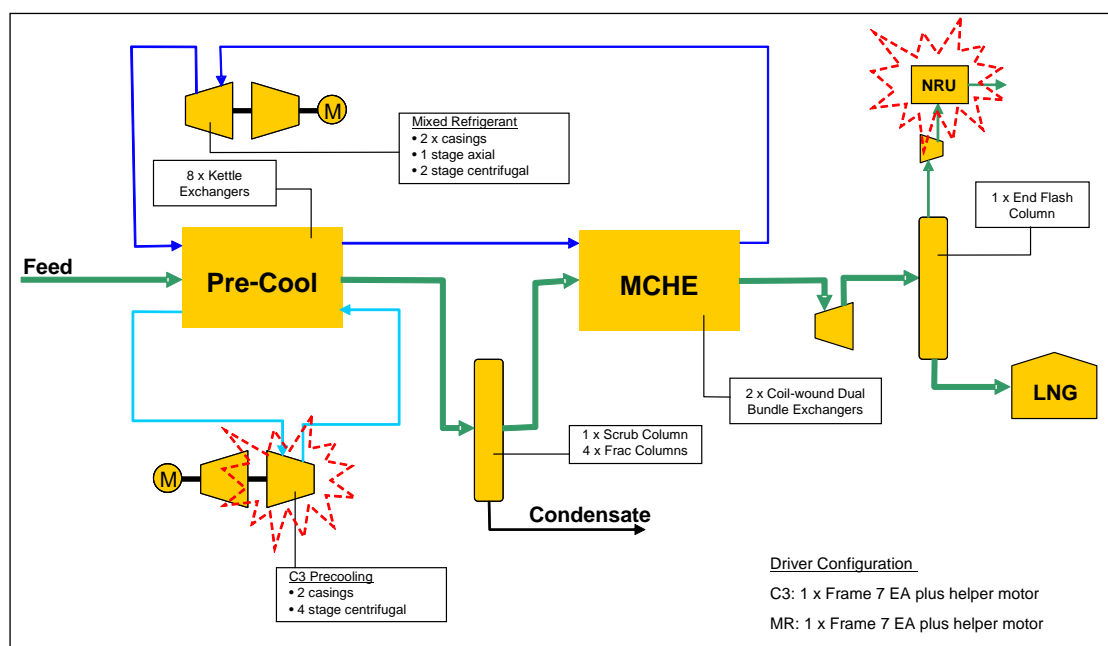 NRU
M
Mixed Refrigerant
• 2 x casings
• 1 stage axial
• 2 stage centrifugal
8 x Kettle
Exchangers
1 x End Flash
Column
Feed
Pre-Cool
MCHE
LNG
2 x Coil-wound Dual
Bundle Exchangers
1 x Scrub Column
4 x Frac Columns
M
Condensate
C3 Precooling
• 2 casings
• 4 stage centrifugal
Driver Configuration
C3: 1 x Frame 7 EA plus helper motor
MR: 1 x Frame 7 EA plus helper motor